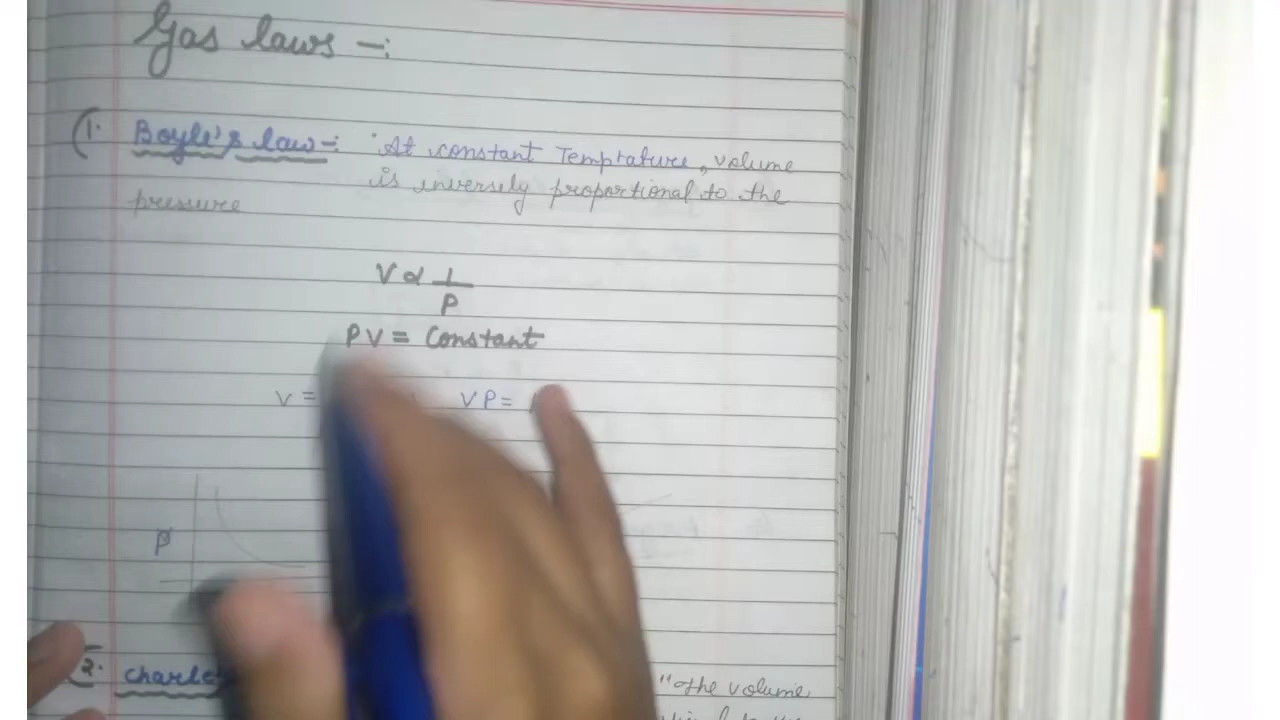 Gas laws -:
(1. Boyle's law -: At constant Temprature, volume
is inversely proportional to the
pressure
V ∝ 1/P
PV = Constant
V = VP =
P
2. Charle
"The volume